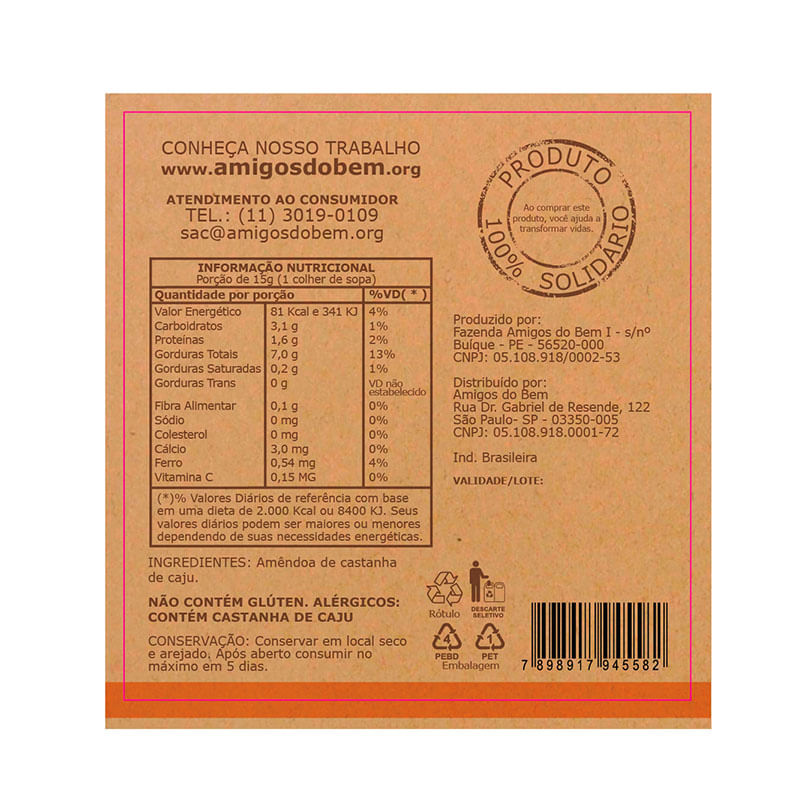 CONHEÇA NOSSO TRABALHO
www.amigosdobem.org
ATENDIMENTO AO CONSUMIDOR
TEL.: (11) 3019-0109
sac@amigosdobem.org
PRODUTO
100% SOLIDÁRIO
Ao comprar este
produto, você ajuda a
transformar vidas.
INFORMAÇÃO NUTRICIONAL
Porção de 15g (1 colher de sopa)
Quantidade por porção %VD( * )
Valor Energético 81 Kcal e 341 KJ 4%
Carboidratos 3,1 g 1%
Proteínas 1,6 g 2%
Gorduras Totais 7,0 g 13%
Gorduras Saturadas 0,2 g 1%
Gorduras Trans 0 g VD não
estabelecido
Fibra Alimentar 0,1 g 0%
Sódio 0 mg 0%
Colesterol 0 mg 0%
Cálcio 3,0 mg 0%
Ferro 0,54 mg 4%
Vitamina C 0,15 MG 0%
(*)% Valores Diários de referência com base
em uma dieta de 2.000 Kcal ou 8400 KJ. Seus
valores diários podem ser maiores ou menores
dependendo de suas necessidades energéticas.
INGREDIENTES: Amêndoa de castanha
de caju.
NÃO CONTÉM GLÚTEN. ALÉRGICOS:
CONTÉM CASTANHA DE CAJU
CONSERVAÇÃO: Conservar em local seco
e arejado. Após aberto consumir no
máximo em 5 dias.
Produzido por:
Fazenda Amigos do Bem I - s/nº
Buíque - PE - 56520-000
CNPJ: 05.108.918/0002-53
Distribuído por:
Amigos do Bem
Rua Dr. Gabriel de Resende, 122
São Paulo- SP - 03350-005
CNPJ: 05.108.918.0001-72
Ind. Brasileira
VALIDADE/LOTE:
Rótulo
DESCARTE
SELETIVO
4 1
PEBD PET
Embalagem
7 898917 945582